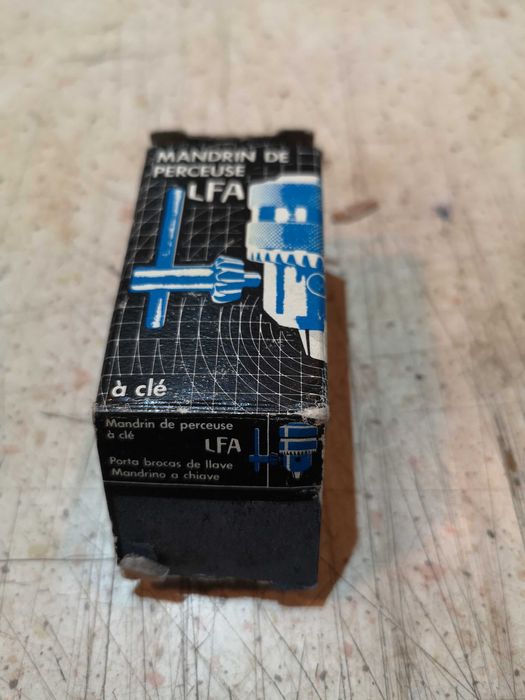 MANDRIN DE
PERCEUSE
LFA
à clé
Mandrin de perceuse
à clé
LFA
Porta brocas de llave
Mandrino a chiave